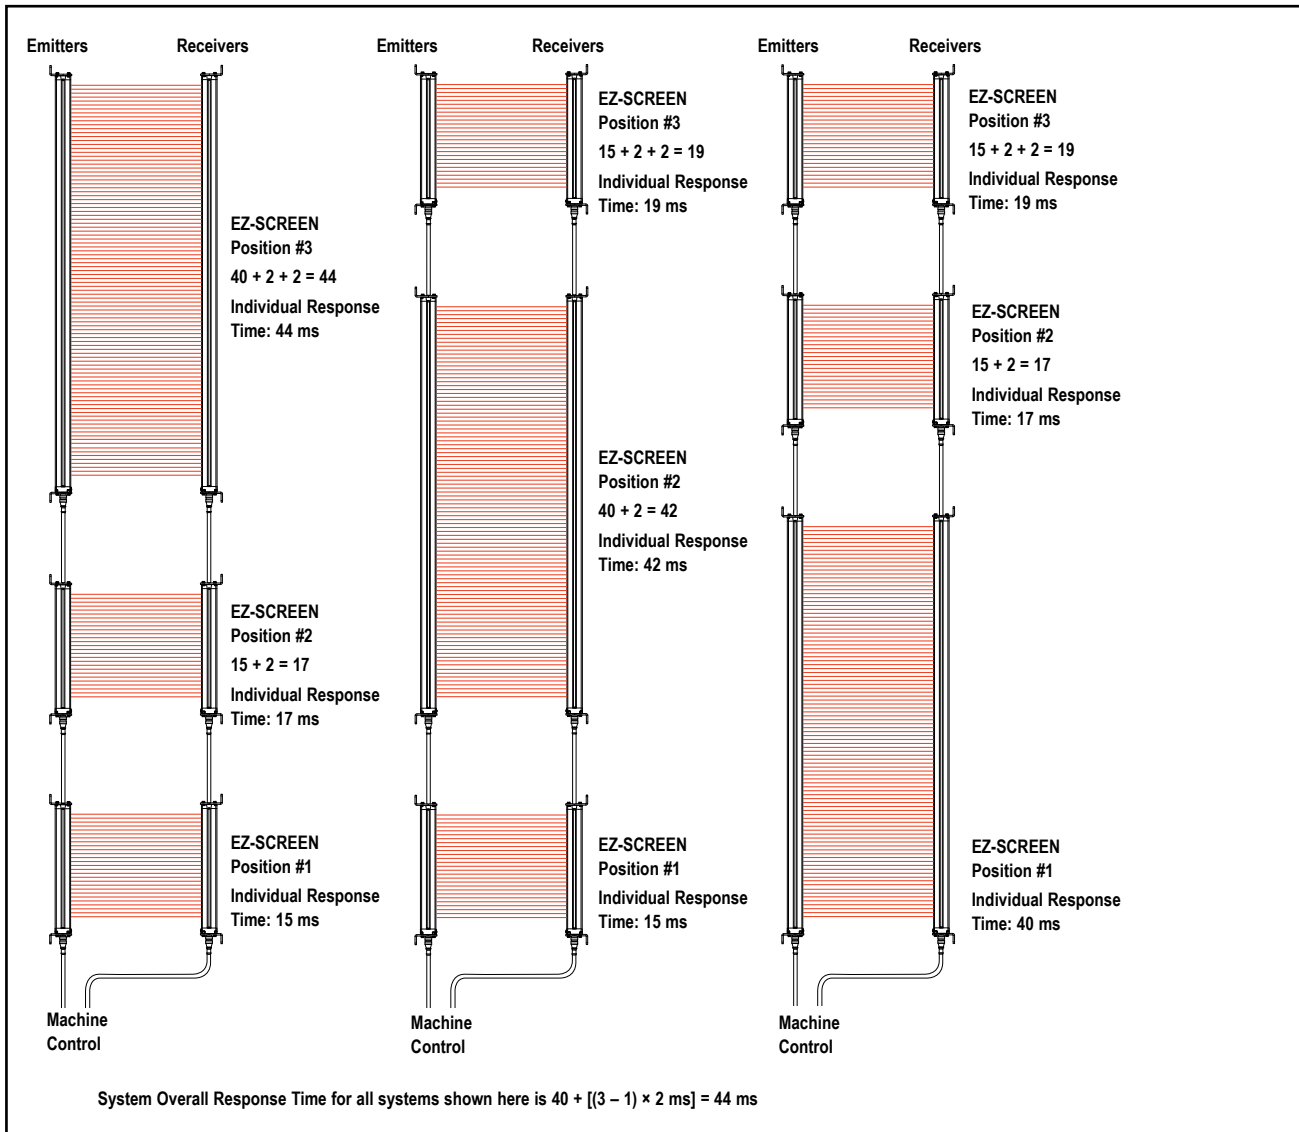 Emitters
Receivers
EZ-SCREEN
Position #3
40 + 2 + 2 = 44
Individual Response
Time: 44 ms
EZ-SCREEN
Position #2
15 + 2 = 17
Individual Response
Time: 17 ms
EZ-SCREEN
Position #1
Individual Response
Time: 15 ms
Machine
Control
Emitters
Receivers
EZ-SCREEN
Position #3
15 + 2 + 2 = 19
Individual Response
Time: 19 ms
EZ-SCREEN
Position #2
40 + 2 = 42
Individual Response
Time: 42 ms
EZ-SCREEN
Position #1
Individual Response
Time: 15 ms
Machine
Control
Emitters
Receivers
EZ-SCREEN
Position #3
15 + 2 + 2 = 19
Individual Response
Time: 19 ms
EZ-SCREEN
Position #2
15 + 2 = 17
Individual Response
Time: 17 ms
EZ-SCREEN
Position #1
Individual Response
Time: 40 ms
Machine
Control
System Overall Response Time for all systems shown here is 40 + [(3 – 1) × 2 ms] = 44 ms